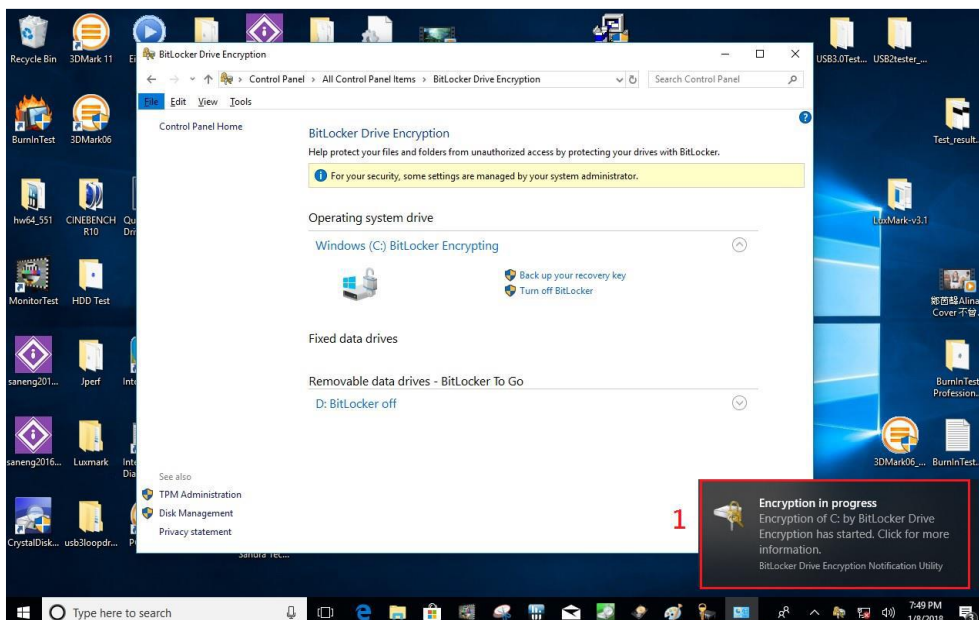 Recycle Bin
3DMark 11
BurnInTest
3DMark06
hw64_551
CINEBENCH R10
MonitorTest
HDD Test
saneng201...
Jperf
saneng2016...
Luxmark
CrystalDisk...
usb3loopdr...
BitLocker Drive Encryption
Control Panel > All Control Panel Items > BitLocker Drive Encryption
Search Control Panel
File Edit View Tools
Control Panel Home
BitLocker Drive Encryption
Help protect your files and folders from unauthorized access by protecting your drives with BitLocker.
For your security, some settings are managed by your system administrator.
Operating system drive
Windows (C:) BitLocker Encrypting
Back up your recovery key
Turn off BitLocker
Fixed data drives
Removable data drives - BitLocker To Go
D: BitLocker off
See also
TPM Administration
Disk Management
Privacy statement
USB3.0Test...
USB2tester_...
Test_result...
LuxMark-v3.1
Cover 不曾...
BurnInTest
Profession...
3DMark06_...
BurnInTest...
1
Encryption in progress
Encryption of C: by BitLocker Drive
Encryption has started. Click for more
information.
BitLocker Drive Encryption Notification Utility
Type here to search
7:49 PM
1/8/2018